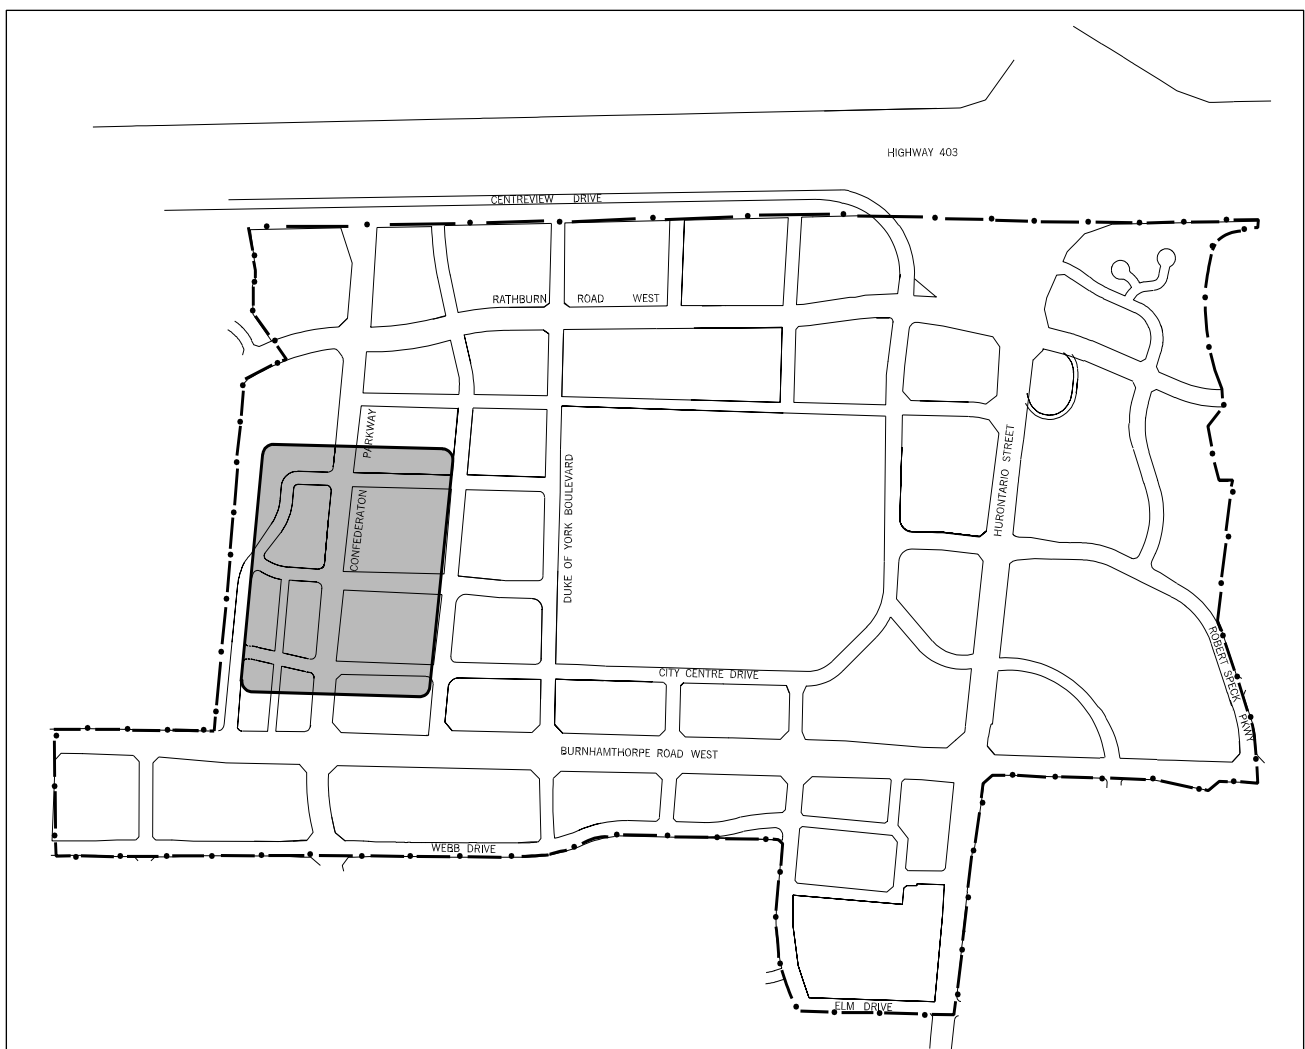 HIGHWAY 403
CENTREVIEW DRIVE
RATHBURN ROAD WEST
PARKWAY
CONFEDERATON
DUKE OF YORK BOULEVARD
HURONTARIO STREET
ROBERT SPECK PKWY
CITY CENTRE DRIVE
BURNHAMTHORPE ROAD WEST
WEBB DRIVE
ELM DRIVE